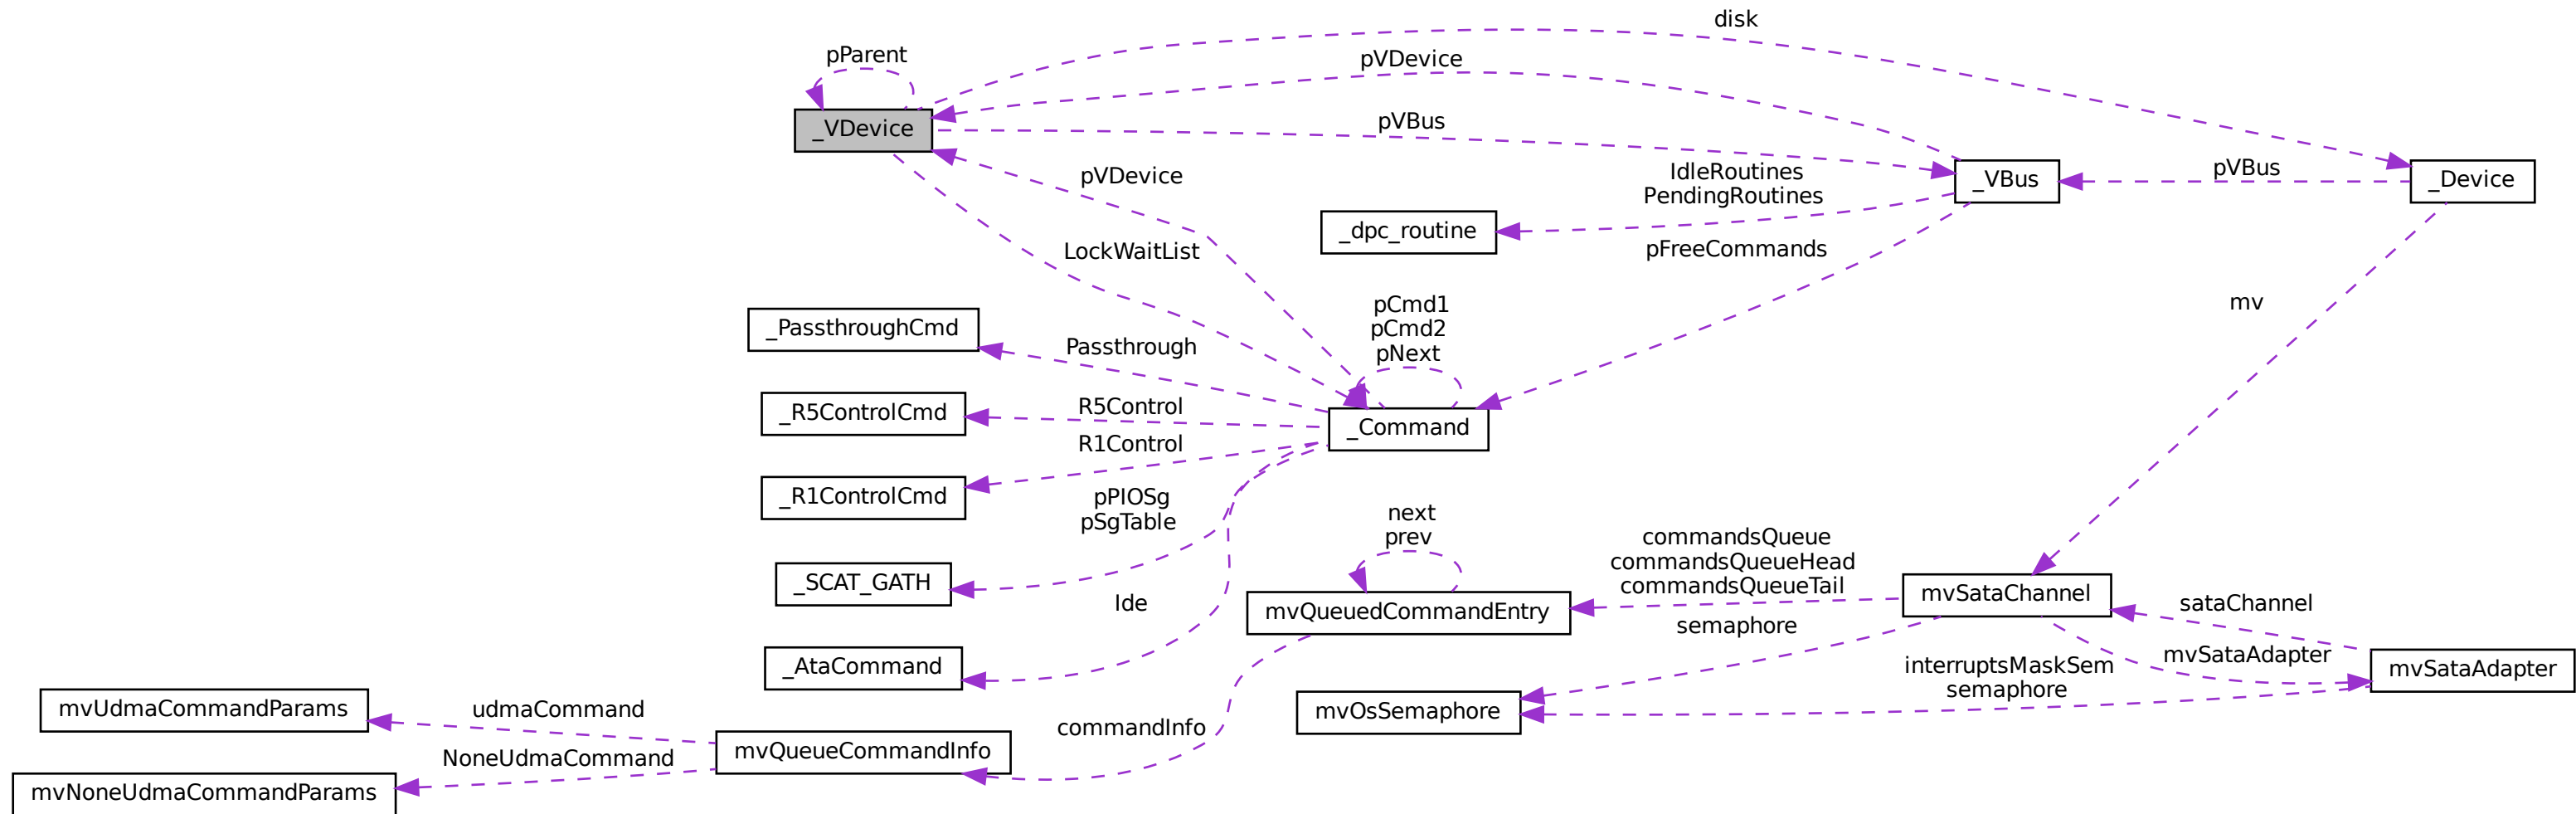 disk
pParent
pVDevice
_VDevice
pVBus
pVDevice
IdleRoutines
PendingRoutines
_VBus
pVBus
_Device
_dpc_routine
LockWaitList
pFreeCommands
pCmd1
pCmd2
pNext
mv
_PassthroughCmd
Passthrough
_R5ControlCmd
R5Control
_Command
R1Control
_R1ControlCmd
pPIOSg
pSgTable
next
prev
commandsQueue
commandsQueueHead
commandsQueueTail
_SCAT_GATH
Ide
mvQueuedCommandEntry
mvSataChannel
sataChannel
semaphore
_AtaCommand
mvSataAdapter
interruptsMaskSem
semaphore
mvSataAdapter
mvUdmaCommandParams
udmaCommand
mvOsSemaphore
commandInfo
mvQueueCommandInfo
NoneUdmaCommand
mvNoneUdmaCommandParams